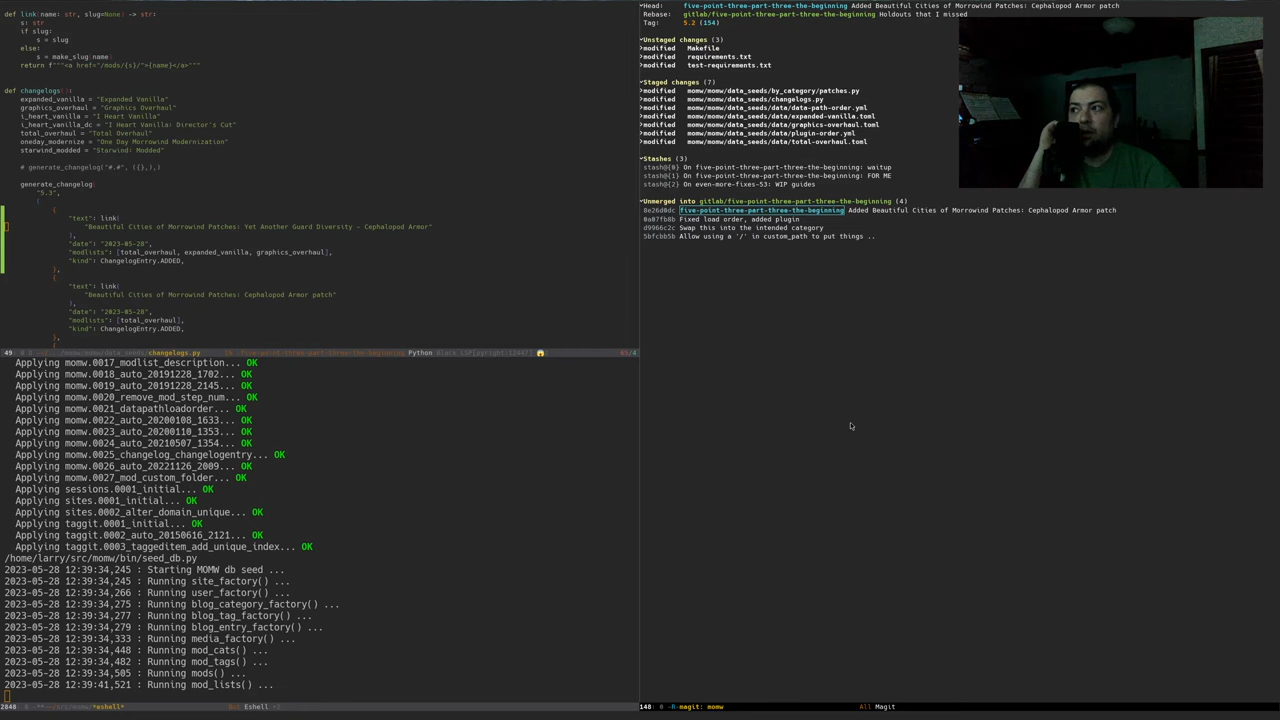 def link(name: str, slug=None) -> str:
s: str
if slug:
s = slug
else:
s = make_slug(name)
return f"""<a href="/mods/{s}/">{name}</a>"""
def changelogs():
expanded_vanilla = "Expanded Vanilla"
graphics_overhaul = "Graphics Overhaul"
i_heart_vanilla = "I Heart Vanilla"
i_heart_vanilla_dc = "I Heart Vanilla: Director's Cut"
total_overhaul = "Total Overhaul"
oneday_modernize = "One Day Morrowind Modernization"
starwind_modded = "Starwind: Modded"
# generate_changelog("#.#", ({},),)
generate_changelog(
"5.3",
(
{
"text": link(
"Beautiful Cities of Morrowind Patches: Yet Another Guard Diversity - Cephalopod Armor"
),
"date": "2023-05-28",
"modlists": [total_overhaul, expanded_vanilla, graphics_overhaul],
"kind": ChangelogEntry.ADDED,
},
{
"text": link(
"Beautiful Cities of Morrowind Patches: Cephalopod Armor patch"
),
"date": "2023-05-28",
"modlists": [total_overhaul],
"kind": ChangelogEntry.ADDED,
},
{
changelogs.py Python
Applying momw.0017_modlist_description... OK
Applying momw.0018_auto_20191228_1702... OK
Applying momw.0019_auto_20191228_2145... OK
Applying momw.0020_remove_mod_step_num... OK
Applying momw.0021_datapathloadorder... OK
Applying momw.0022_auto_20200108_1633... OK
Applying momw.0023_auto_20200110_1353... OK
Applying momw.0024_auto_20210507_1354... OK
Applying momw.0025_changelog_changelogentry... OK
Applying momw.0026_auto_20221126_2009... OK
Applying momw.0027_mod_custom_folder... OK
Applying sessions.0001_initial... OK
Applying sites.0001_initial... OK
Applying sites.0002_alter_domain_unique... OK
Applying taggit.0001_initial... OK
Applying taggit.0002_auto_20150616_2121... OK
Applying taggit.0003_taggeditem_add_unique_index... OK
/home/larry/src/momw/bin/seed_db.py
2023-05-28 12:39:34,245 : Starting MOMW db seed ...
2023-05-28 12:39:34,245 : Running site_factory() ...
2023-05-28 12:39:34,266 : Running user_factory() ...
2023-05-28 12:39:34,275 : Running blog_category_factory() ...
2023-05-28 12:39:34,277 : Running blog_tag_factory() ...
2023-05-28 12:39:34,279 : Running blog_entry_factory() ...
2023-05-28 12:39:34,333 : Running media_factory() ...
2023-05-28 12:39:34,448 : Running mod_cats() ...
2023-05-28 12:39:34,482 : Running mod_tags() ...
2023-05-28 12:39:34,505 : Running mods() ...
2023-05-28 12:39:41,521 : Running mod_lists() ...
*eshell* Bot Eshell
Head: five-point-three-part-three-the-beginning Added Beautiful Cities of Morrowind Patches: Cephalopod Armor patch
Rebase: gitlab/five-point-three-part-three-the-beginning Holdouts that I missed
Tag: 5.2 (154)
Unstaged changes (3)
modified Makefile
modified requirements.txt
modified test-requirements.txt
Staged changes (7)
modified momw/momw/data_seeds/by_category/patches.py
modified momw/momw/data_seeds/changelogs.py
modified momw/momw/data_seeds/data/data-path-order.yml
modified momw/momw/data_seeds/data/expanded-vanilla.toml
modified momw/momw/data_seeds/data/graphics-overhaul.toml
modified momw/momw/data_seeds/data/plugin-order.yml
modified momw/momw/data_seeds/data/total-overhaul.toml
Stashes (3)
stash@{0} On five-point-three-part-three-the-beginning: waitup
stash@{1} On five-point-three-part-three-the-beginning: FOR ME
stash@{2} On even-more-fixes-53: WIP guides
Unmerged into gitlab/five-point-three-part-three-the-beginning (4)
8e26d8dc five-point-three-part-three-the-beginning Added Beautiful Cities of Morrowind Patches: Cephalopod Armor patch
0a07fb8b Fixed load order, added plugin
d9966c2c Swap this into the intended category
5bfcbb5b Allow using a '/' in custom_path to put things ..
148: 0 -R-magit: momw All Magit